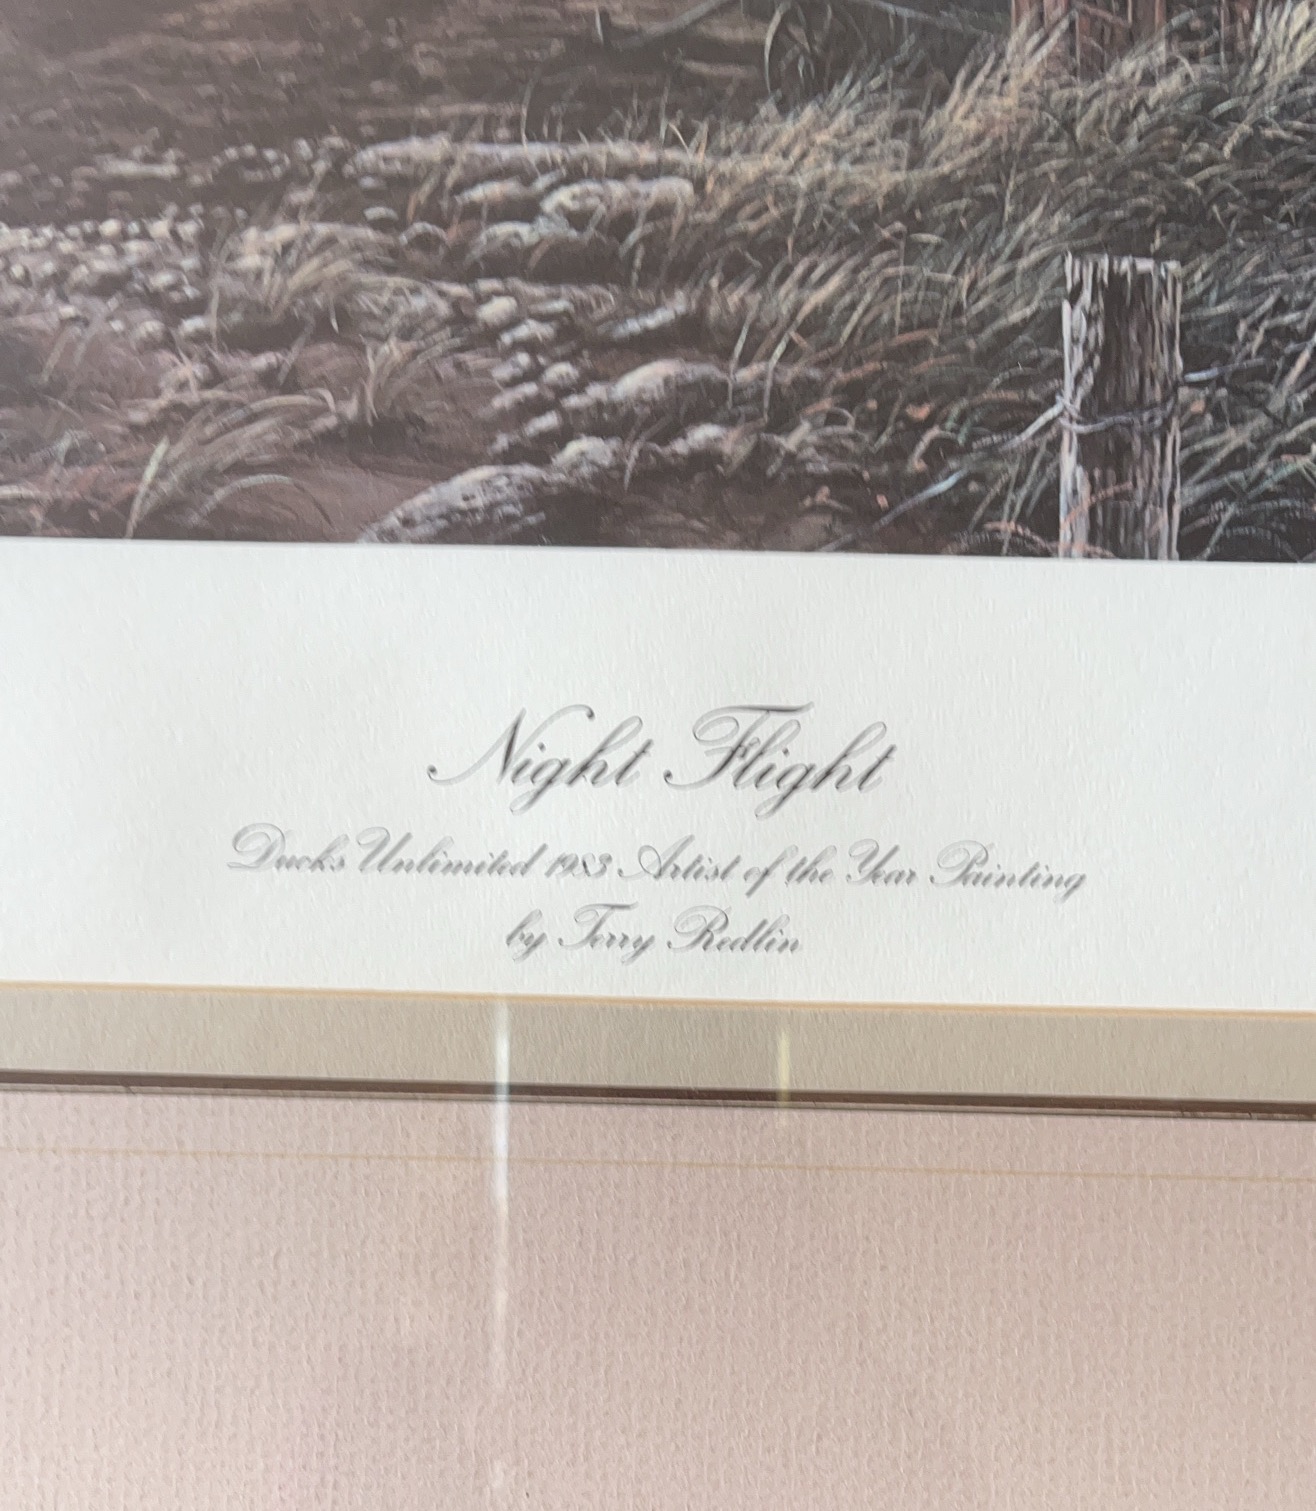 Night Flight
Ducks Unlimited 1983 Artist of the Year Painting
by Terry Redlin